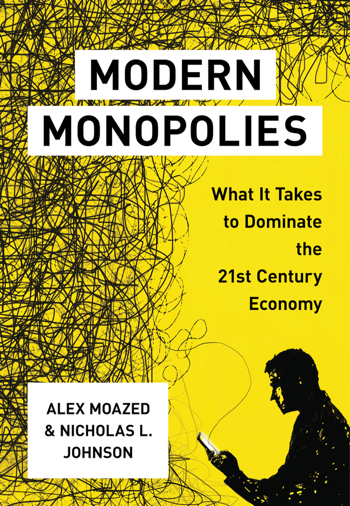 MODERN
MONOPOLIES
What It Takes
to Dominate
the
21st Century
Economy
ALEX MOAZED
& NICHOLAS L.
JOHNSON